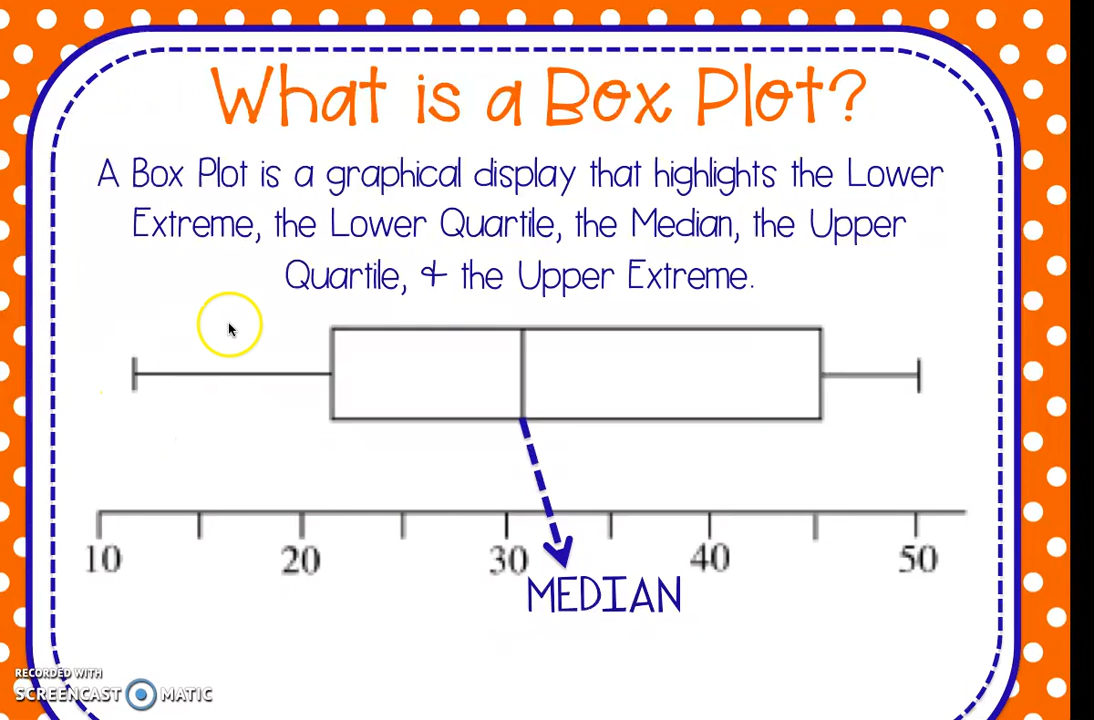 What is a Box Plot?
A Box Plot is a graphical display that highlights the Lower
Extreme, the Lower Quartile, the Median, the Upper
Quartile, & the Upper Extreme.
10 20 30 40 50
MEDIAN
RECORDED WITH
SCREENCAST MATIC